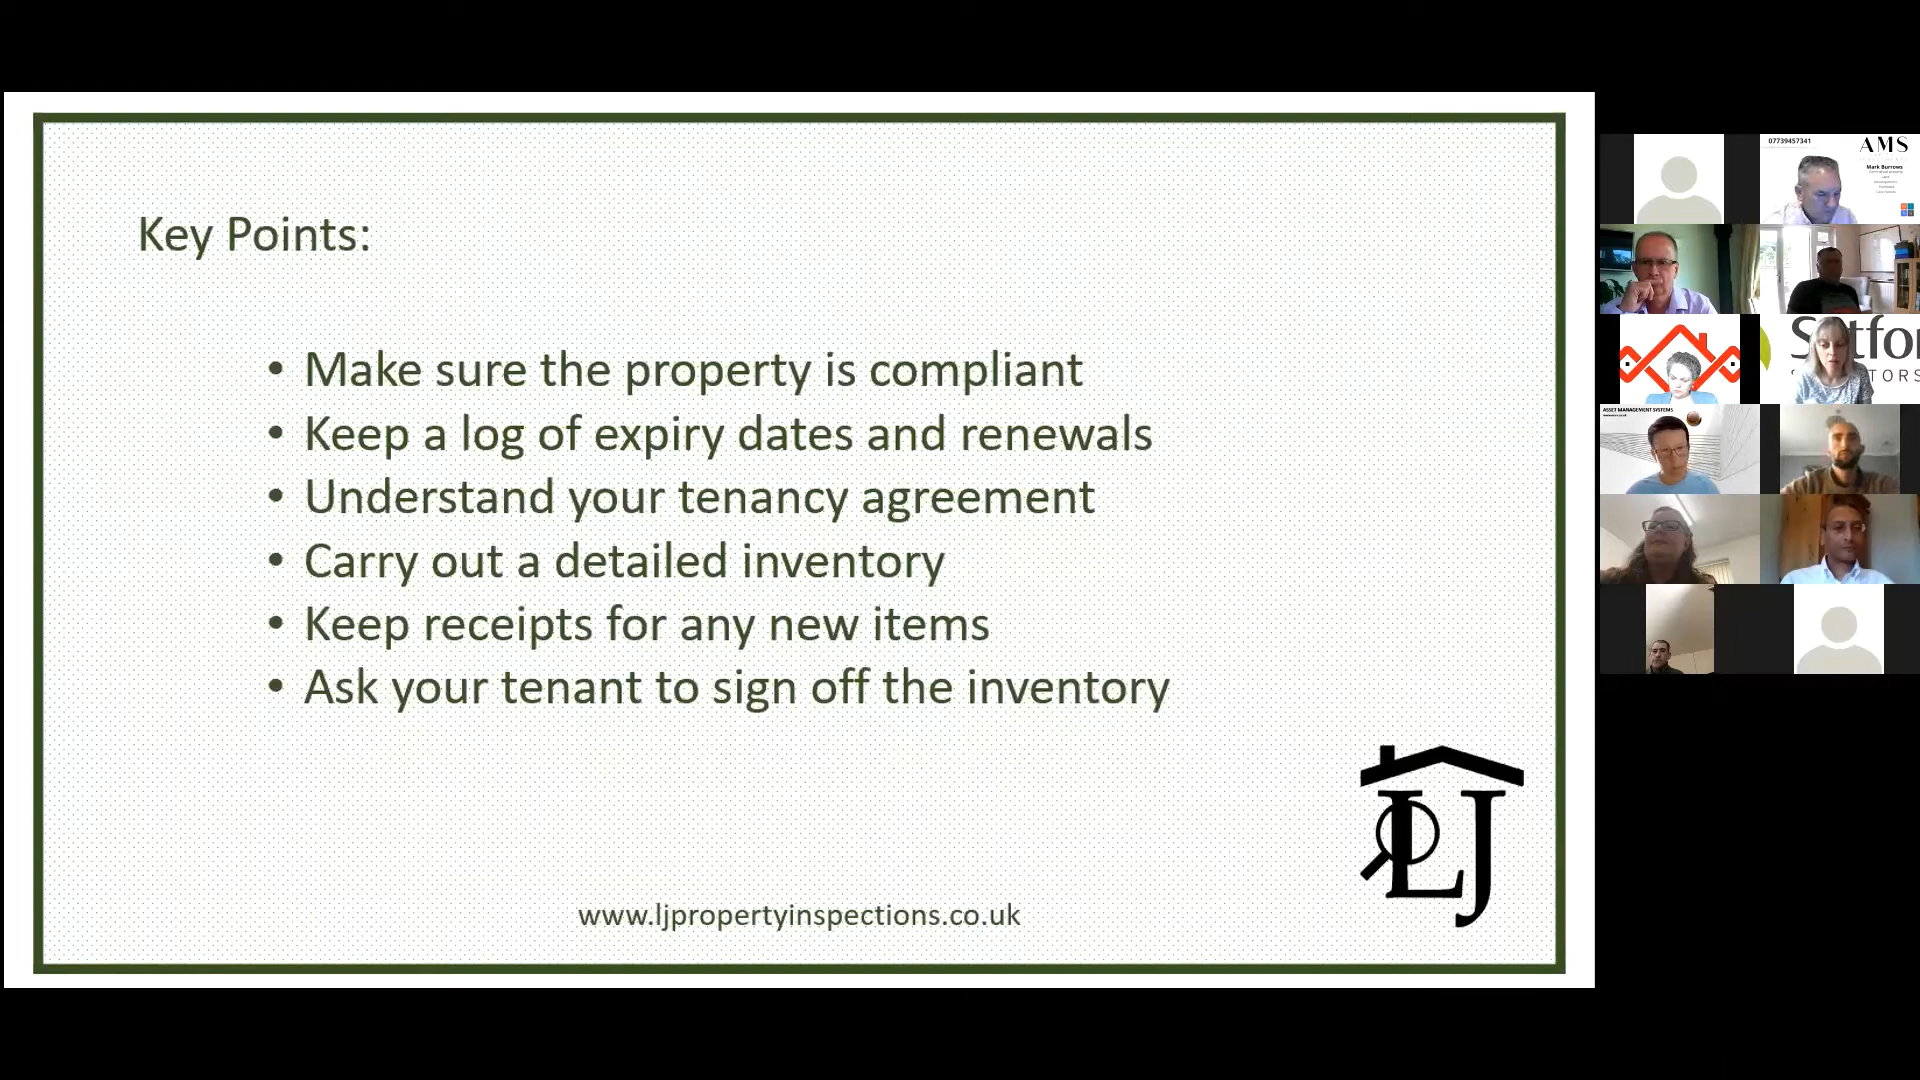 Key Points:
• Make sure the property is compliant
• Keep a log of expiry dates and renewals
• Understand your tenancy agreement
• Carry out a detailed inventory
• Keep receipts for any new items
• Ask your tenant to sign off the inventory
LJ
www.ljpropertyinspections.co.uk
07739457341
AMS
Mark Burrows
ASSET MANAGEMENT SYSTEMS